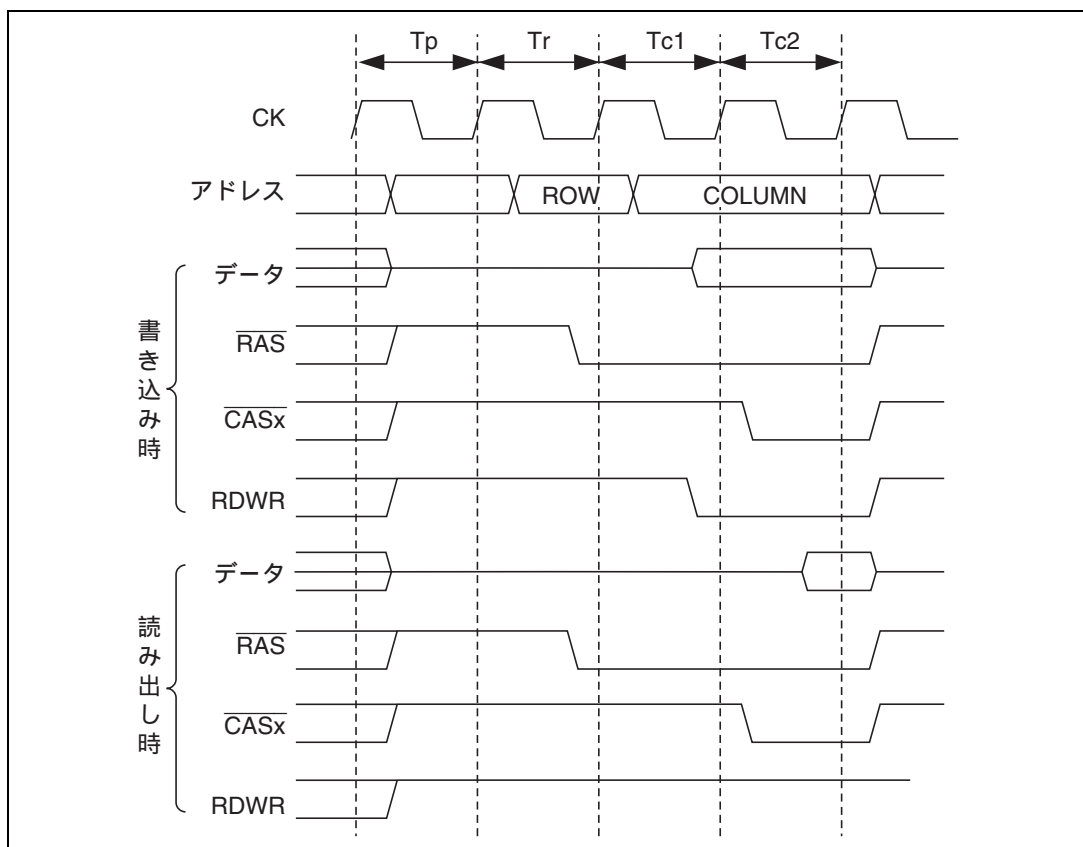 Tp Tr Tc1 Tc2
CK
アドレス ROW COLUMN
書き込み時
データ
RAS
CASx
RDWR
読み出し時
データ
RAS
CASx
RDWR